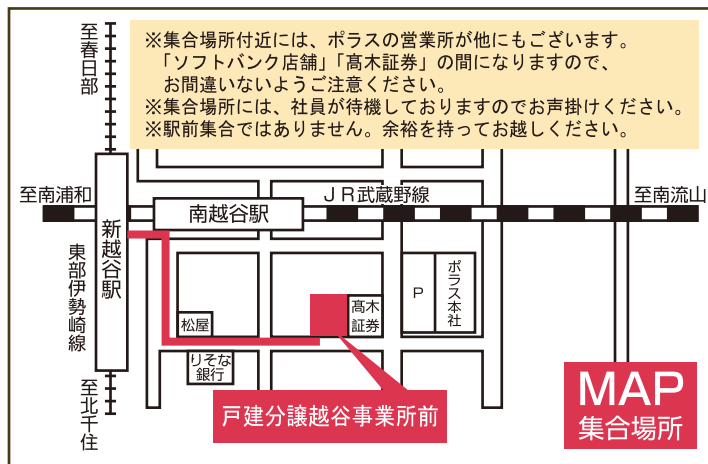 至春日部
※集合場所付近には、ポラスの営業所が他にもございます。
「ソフトバンク店舗」「髙木証券」の間になりますので、
お間違いないようご注意ください。
※集合場所には、社員が待機しておりますのでお声掛けください。
※駅前集合ではありません。余裕を持ってお越しください。
至南浦和
JR武蔵野線
至南流山
南越谷駅
新越谷駅
東部伊勢崎線
松屋
髙木
証券
P
ポラス本社
りそな
銀行
戸建分譲越谷事業所前
至北千住
MAP
集合場所